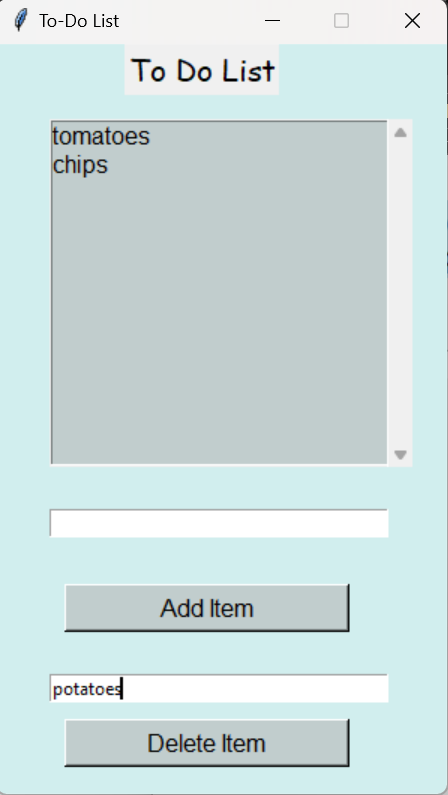 To-Do List
To Do List
tomatoes
chips
Add Item
potatoes
Delete Item